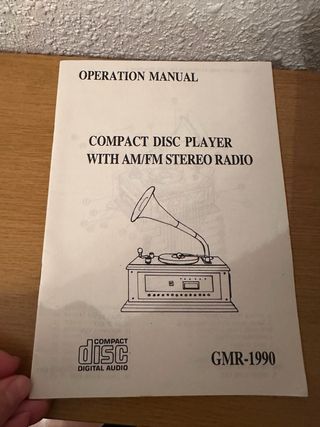 OPERATION MANUAL
COMPACT DISC PLAYER
WITH AM/FM STEREO RADIO
COMPACT
disc
DIGITAL AUDIO
GMR-1990